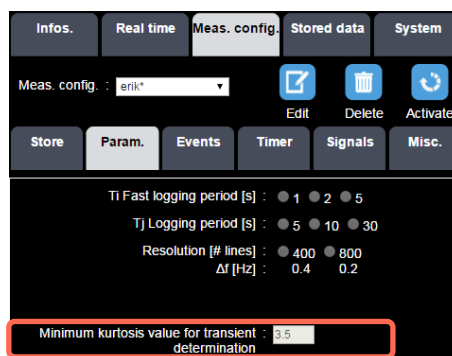 Infos. Real time Meas. config. Stored data System
Meas. config. : erik*
Edit Delete Activate
Store Param. Events Timer Signals Misc.
Ti Fast logging period [s] : 1 2 5
Tj Logging period [s] : 5 10 30
Resolution [# lines] : 400 800
Δf [Hz] : 0.4 0.2
Minimum kurtosis value for transient : 3.5
determination